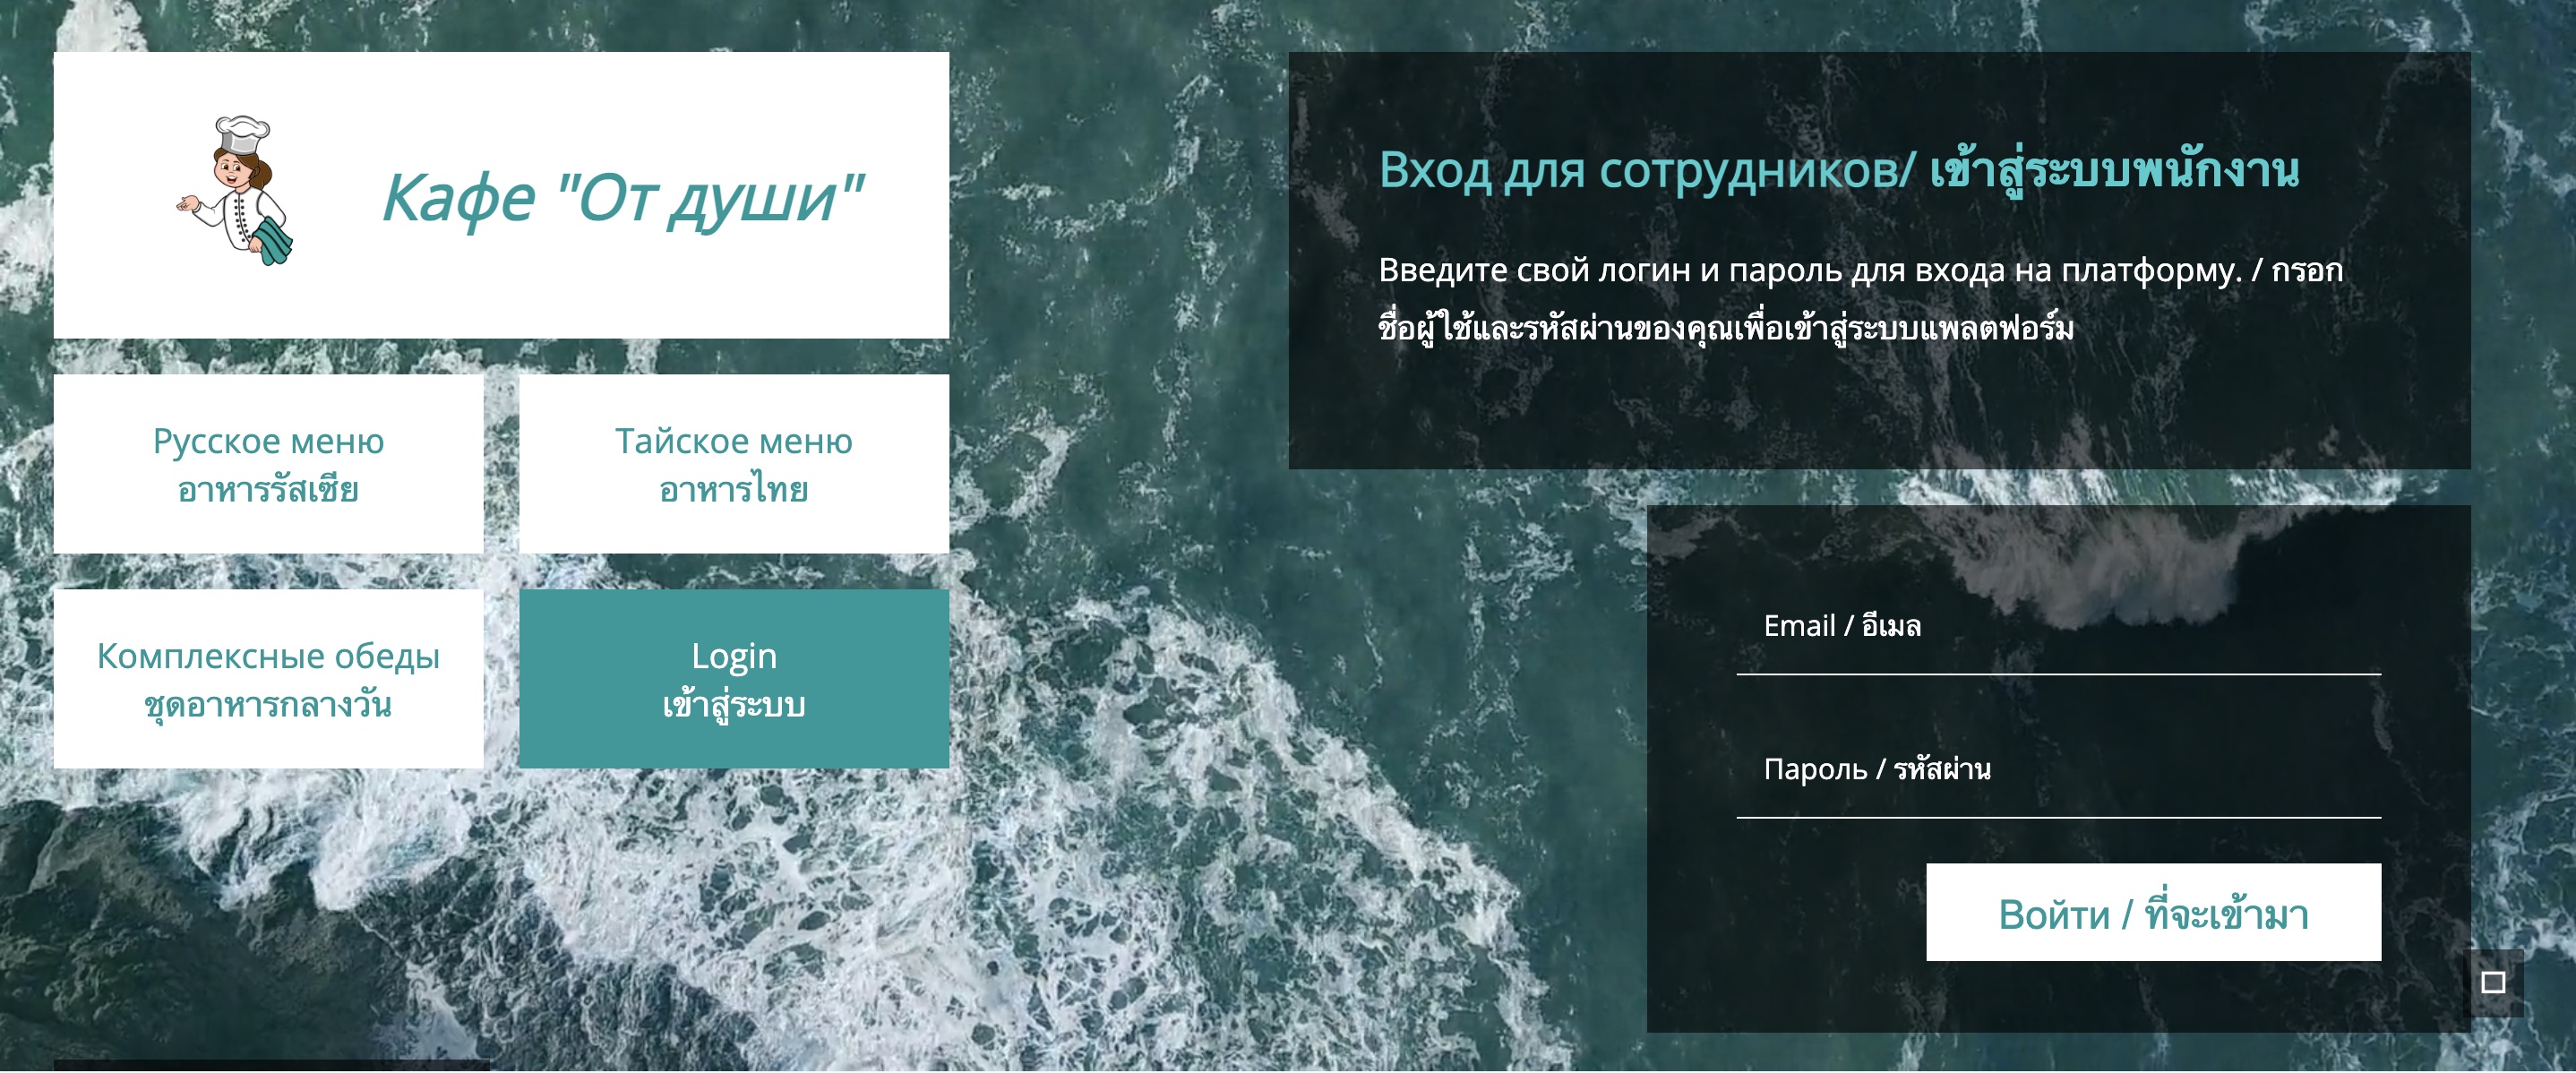 Кафе "От души"
Русское меню
อาหารรัสเซีย
Тайское меню
อาหารไทย
Комплексные обеды
ชุดอาหารกลางวัน
Login
เข้าสู่ระบบ
Вход для сотрудников/ เข้าสู่ระบบพนักงาน
Введите свой логин и пароль для входа на платформу. / กรอก
ชื่อผู้ใช้และรหัสผ่านของคุณเพื่อเข้าสู่ระบบแพลตฟอร์ม
Email / อีเมล
Пароль / รหัสผ่าน
Войти / ที่จะเข้ามา